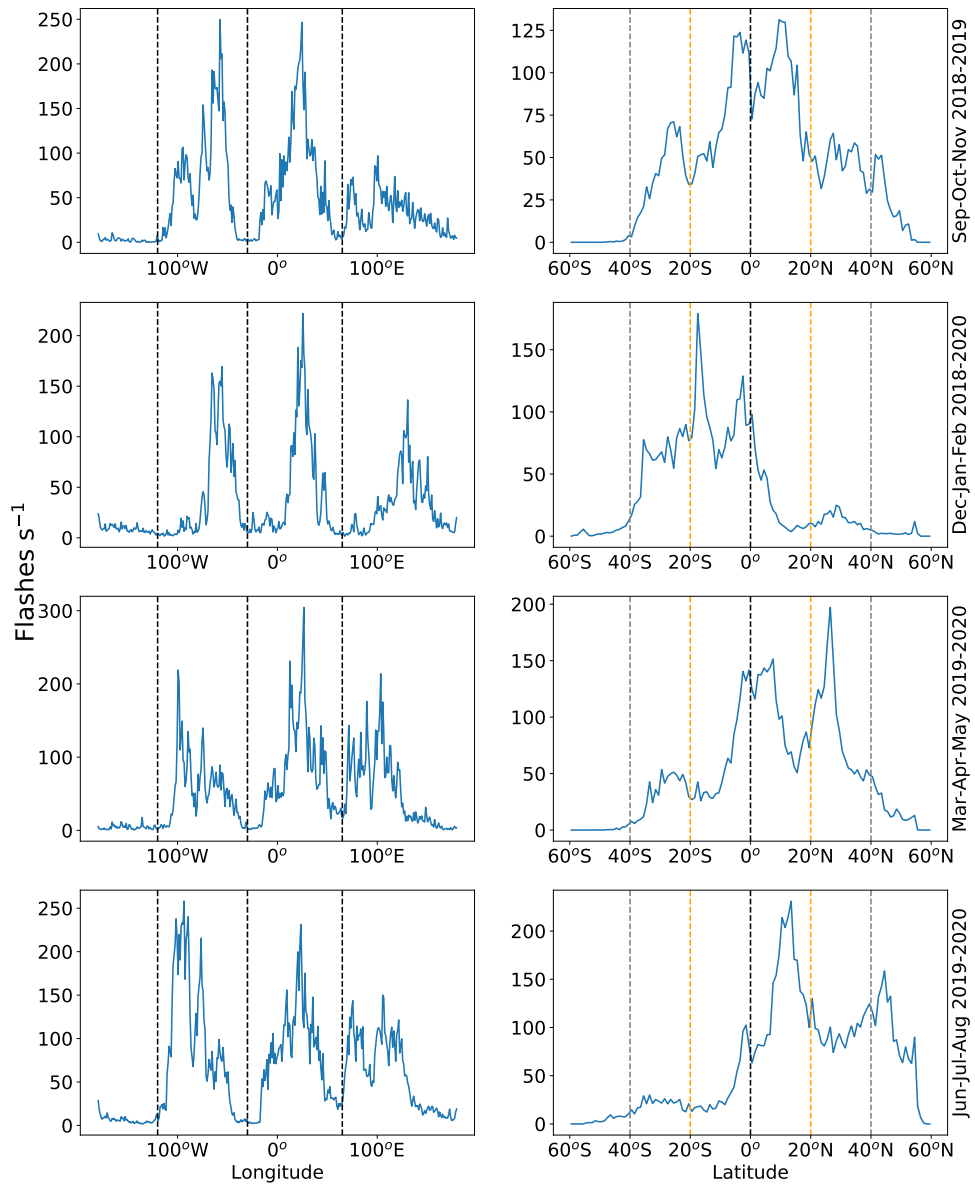 250
200
150
100
50
0
100°W 0° 100°E
125
100
75
50
25
0
60°S 40°S 20°S 0° 20°N 40°N 60°N
Sep-Oct-Nov 2018-2019
200
150
100
50
0
100°W 0° 100°E
150
100
50
0
60°S 40°S 20°S 0° 20°N 40°N 60°N
Dec-Jan-Feb 2018-2020
Flashes s⁻¹
300
200
100
0
100°W 0° 100°E
200
150
100
50
0
60°S 40°S 20°S 0° 20°N 40°N 60°N
Mar-Apr-May 2019-2020
250
200
150
100
50
0
100°W 0° 100°E
Longitude
200
150
100
50
0
60°S 40°S 20°S 0° 20°N 40°N 60°N
Latitude
Jun-Jul-Aug 2019-2020